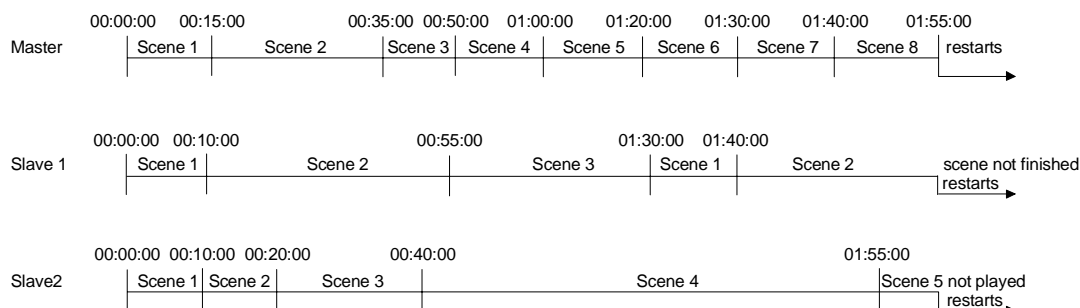 00:00:00 00:15:00 00:35:00 00:50:00 01:00:00 01:20:00 01:30:00 01:40:00 01:55:00
Master Scene 1 Scene 2 Scene 3 Scene 4 Scene 5 Scene 6 Scene 7 Scene 8 restarts
00:00:00 00:10:00 00:55:00 01:30:00 01:40:00
Slave 1 Scene 1 Scene 2 Scene 3 Scene 1 Scene 2 scene not finished
restarts
00:00:00 00:10:00 00:20:00 00:40:00 01:55:00
Slave2 Scene 1 Scene 2 Scene 3 Scene 4 Scene 5 not played
restarts